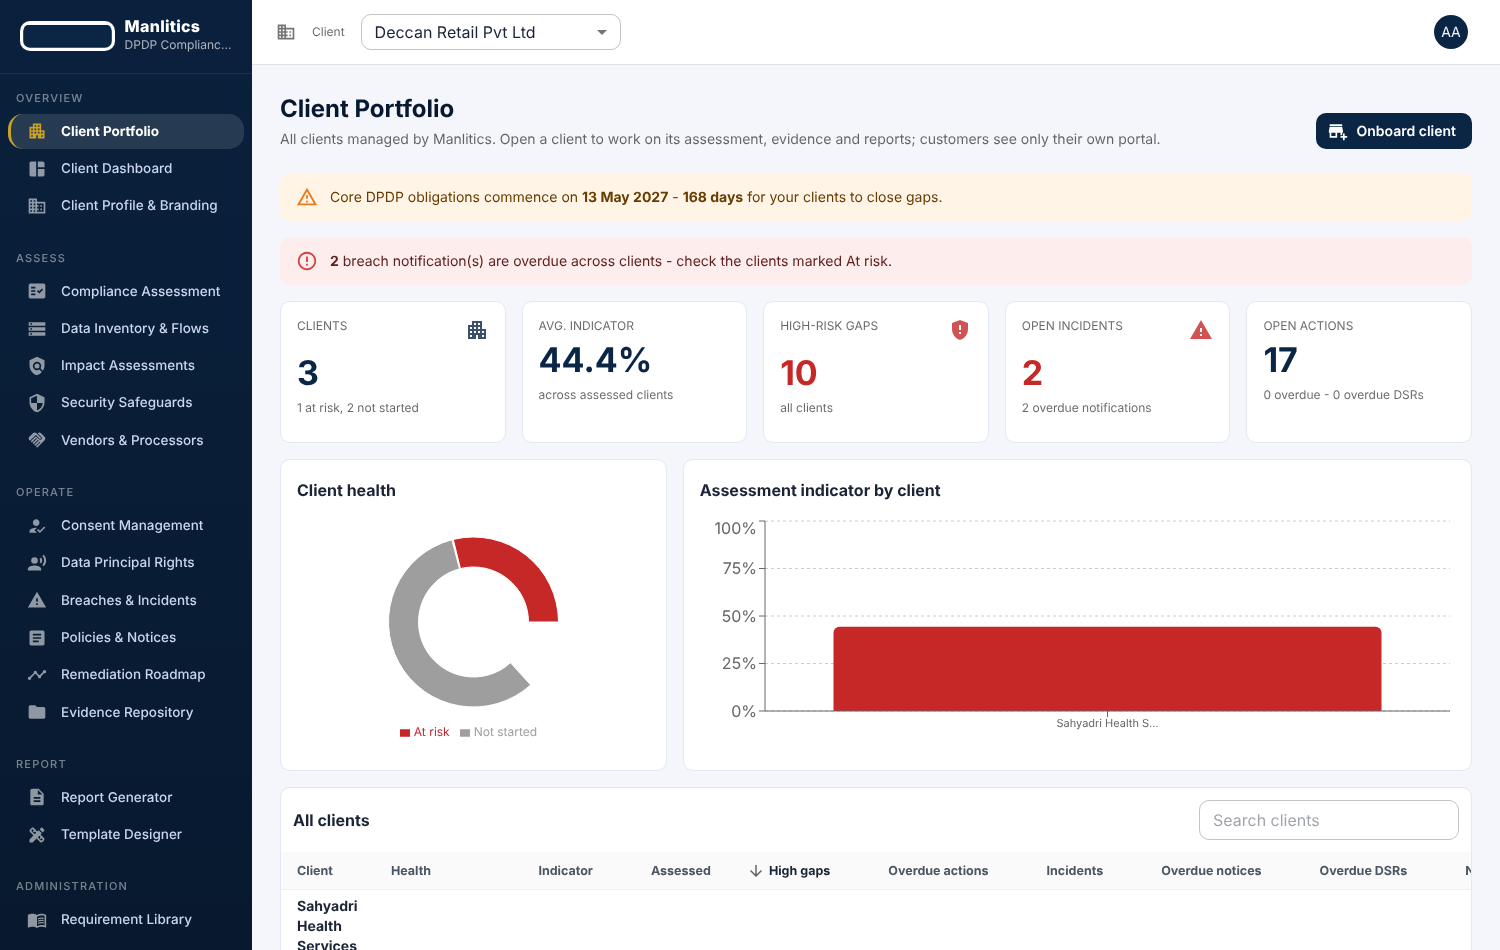 Manlitics
DPDP Complianc...
Client
Deccan Retail Pvt Ltd
AA
OVERVIEW
Client Portfolio
Client Dashboard
Client Profile & Branding
ASSESS
Compliance Assessment
Data Inventory & Flows
Impact Assessments
Security Safeguards
Vendors & Processors
OPERATE
Consent Management
Data Principal Rights
Breaches & Incidents
Policies & Notices
Remediation Roadmap
Evidence Repository
REPORT
Report Generator
Template Designer
ADMINISTRATION
Requirement Library
Client Portfolio
All clients managed by Manlitics. Open a client to work on its assessment, evidence and reports; customers see only their own portal.
Onboard client
Core DPDP obligations commence on 13 May 2027 - 168 days for your clients to close gaps.
2 breach notification(s) are overdue across clients - check the clients marked At risk.
CLIENTS
3
1 at risk, 2 not started
AVG. INDICATOR
44.4%
across assessed clients
HIGH-RISK GAPS
10
all clients
OPEN INCIDENTS
2
2 overdue notifications
OPEN ACTIONS
17
0 overdue - 0 overdue DSRs
Client health
At risk Not started
Assessment indicator by client
100%
75%
50%
25%
0%
Sahyadri Health S...
All clients
Search clients
Client Health Indicator Assessed High gaps Overdue actions Incidents Overdue notices Overdue DSRs
Sahyadri
Health
Services